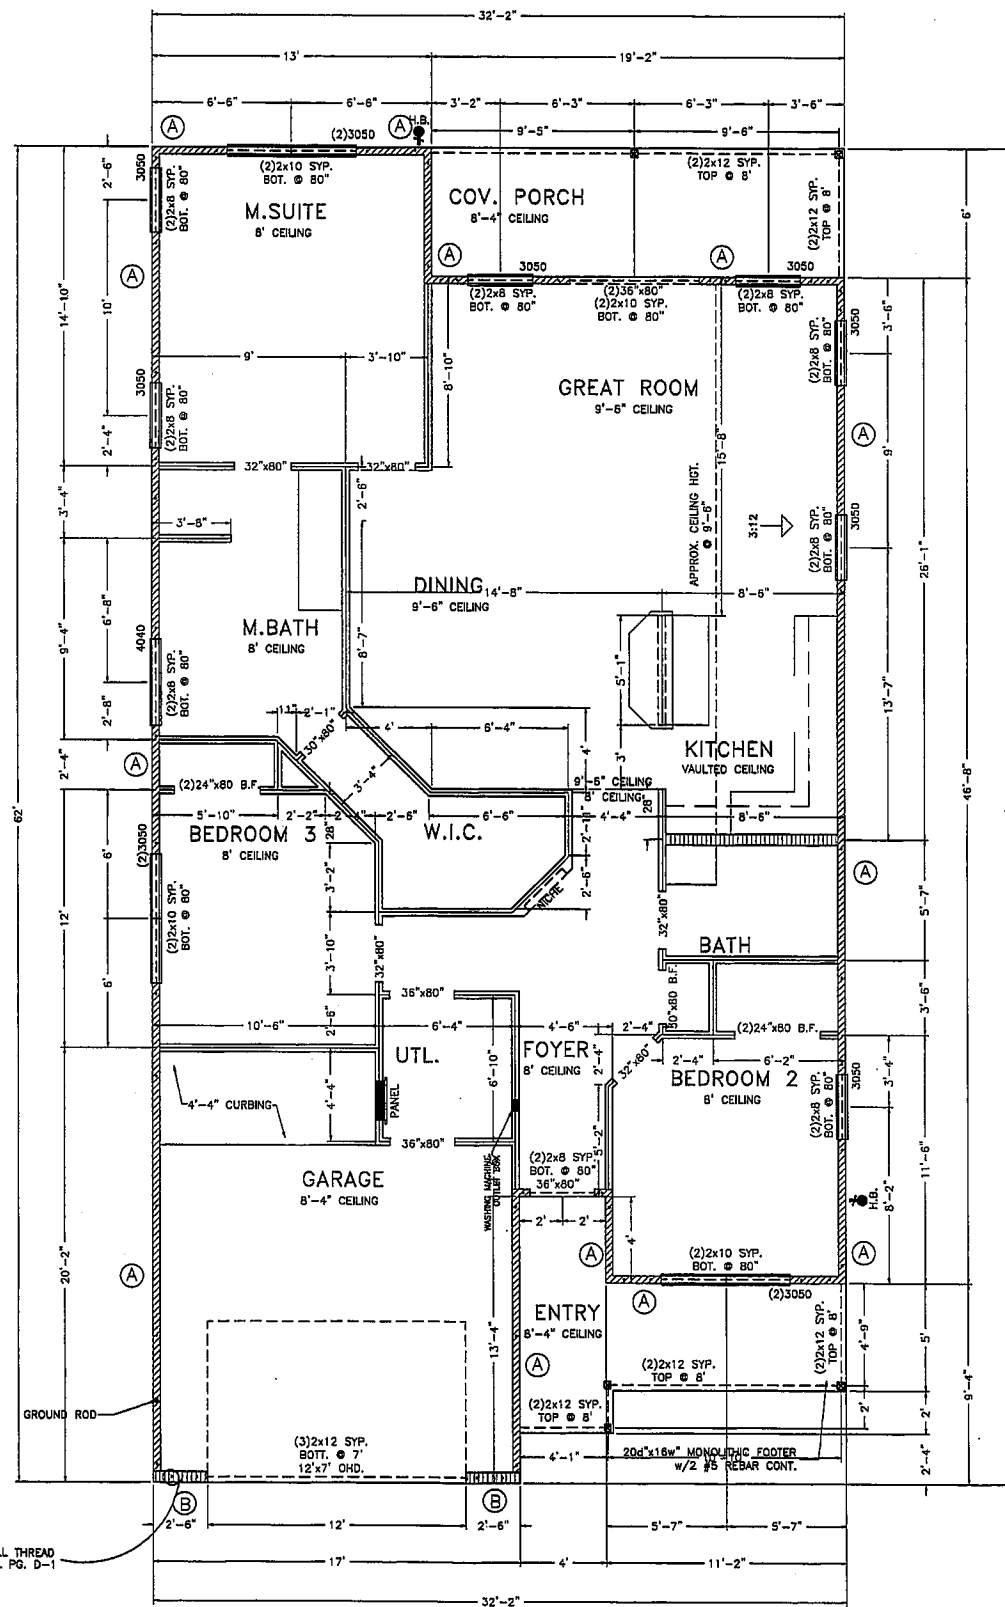 32'-2"
13'
19'-2"
6'-6"
6'-6"
3'-2"
6'-3"
6'-3"
3'-6"
9'-5"
9'-6"
A
A
H.B.
(2)3050
(2)2x10 SYP.
BOT. @ 80"
(2)2x12 SYP.
TOP @ 8'
(2)2x12 SYP.
TOP @ 8'
3050
(2)2x8 SYP.
BOT. @ 80"
2'-6"
M.SUITE
8' CEILING
COV. PORCH
8'-4" CEILING
6'
A
A
A
3050
3050
(2)2x8 SYP.
BOT. @ 80"
(2)36"x80"
(2)2x10 SYP.
BOT. @ 80"
(2)2x8 SYP.
BOT. @ 80"
14'-10"
10'
9'
3'-10"
8'-10"
3050
(2)2x8 SYP.
BOT. @ 80"
3'-6"
GREAT ROOM
9'-6" CEILING
3050
(2)2x8 SYP.
BOT. @ 80"
2'-4"
A
15'-8"
9'
32"x80"
32"x80"
2'-6"
3'-4"
3'-8"
APPROX. CEILING HGT.
@ 9'-6"
3:12
3050
(2)2x8 SYP.
BOT. @ 80"
26'-1"
DINING
9'-6" CEILING
14'-8"
8'-6"
6'-8"
9'-4"
M.BATH
8' CEILING
4040
(2)2x8 SYP.
BOT. @ 80"
2'-8"
8'-7"
5'-1"
13'-7"
11"
2'-1"
30"x80"
4'
6'-4"
4'
3'
KITCHEN
VAULTED CEILING
46'-8"
62'
2'-4"
A
(2)24"x80 B.F.
3'-4"
9'-6" CEILING
8' CEILING
28"
5'-10"
2'-2"
2'-4"
2'-6"
6'-6"
4'-4"
8'-6"
BEDROOM 3
8' CEILING
28"
W.I.C.
2'-11"
2'-6"
NICHE
(2)3050
(2)2x10 SYP.
BOT. @ 80"
6'
12'
6'
3'-2"
3'-10"
32"x80"
A
5'-7"
32"x80"
BATH
36"x80"
2'-6"
30"x80 B.F.
3'-6"
10'-6"
6'-4"
4'-6"
2'-4"
(2)24"x80 B.F.
UTL.
FOYER
8' CEILING
2'-4"
32"x80"
2'-4"
6'-2"
BEDROOM 2
8' CEILING
3050
(2)2x8 SYP.
BOT. @ 80"
3'-4"
4'-4"
4'-4" CURBING
PANEL
6'-10"
36"x80"
5'-2"
(2)2x8 SYP.
BOT. @ 80"
36"x80"
WASHING MACHINE
OUTLET BOX
11'-6"
8'-2"
H.B.
GARAGE
8'-4" CEILING
20'-2"
A
2'
2'
4'
A
(2)2x10 SYP.
BOT. @ 80"
(2)3050
A
A
ENTRY
8'-4" CEILING
13'-4"
A
(2)2x12 SYP.
TOP @ 8'
(2)2x12 SYP.
TOP @ 8'
4'-9"
5'
9'-4"
(2)2x12 SYP.
TOP @ 8'
2'
2'
GROUND ROD
(3)2x12 SYP.
BOTT. @ 7'
12'x7' OHD.
4'-1"
20d"x16w" MONOLITHIC FOOTER
w/2 #5 REBAR CONT.
2'-4"
B
B
2'-6"
12'
2'-6"
5'-7"
5'-7"
LL THREAD
. PG. D-1
17'
4'
11'-2"
32'-2"